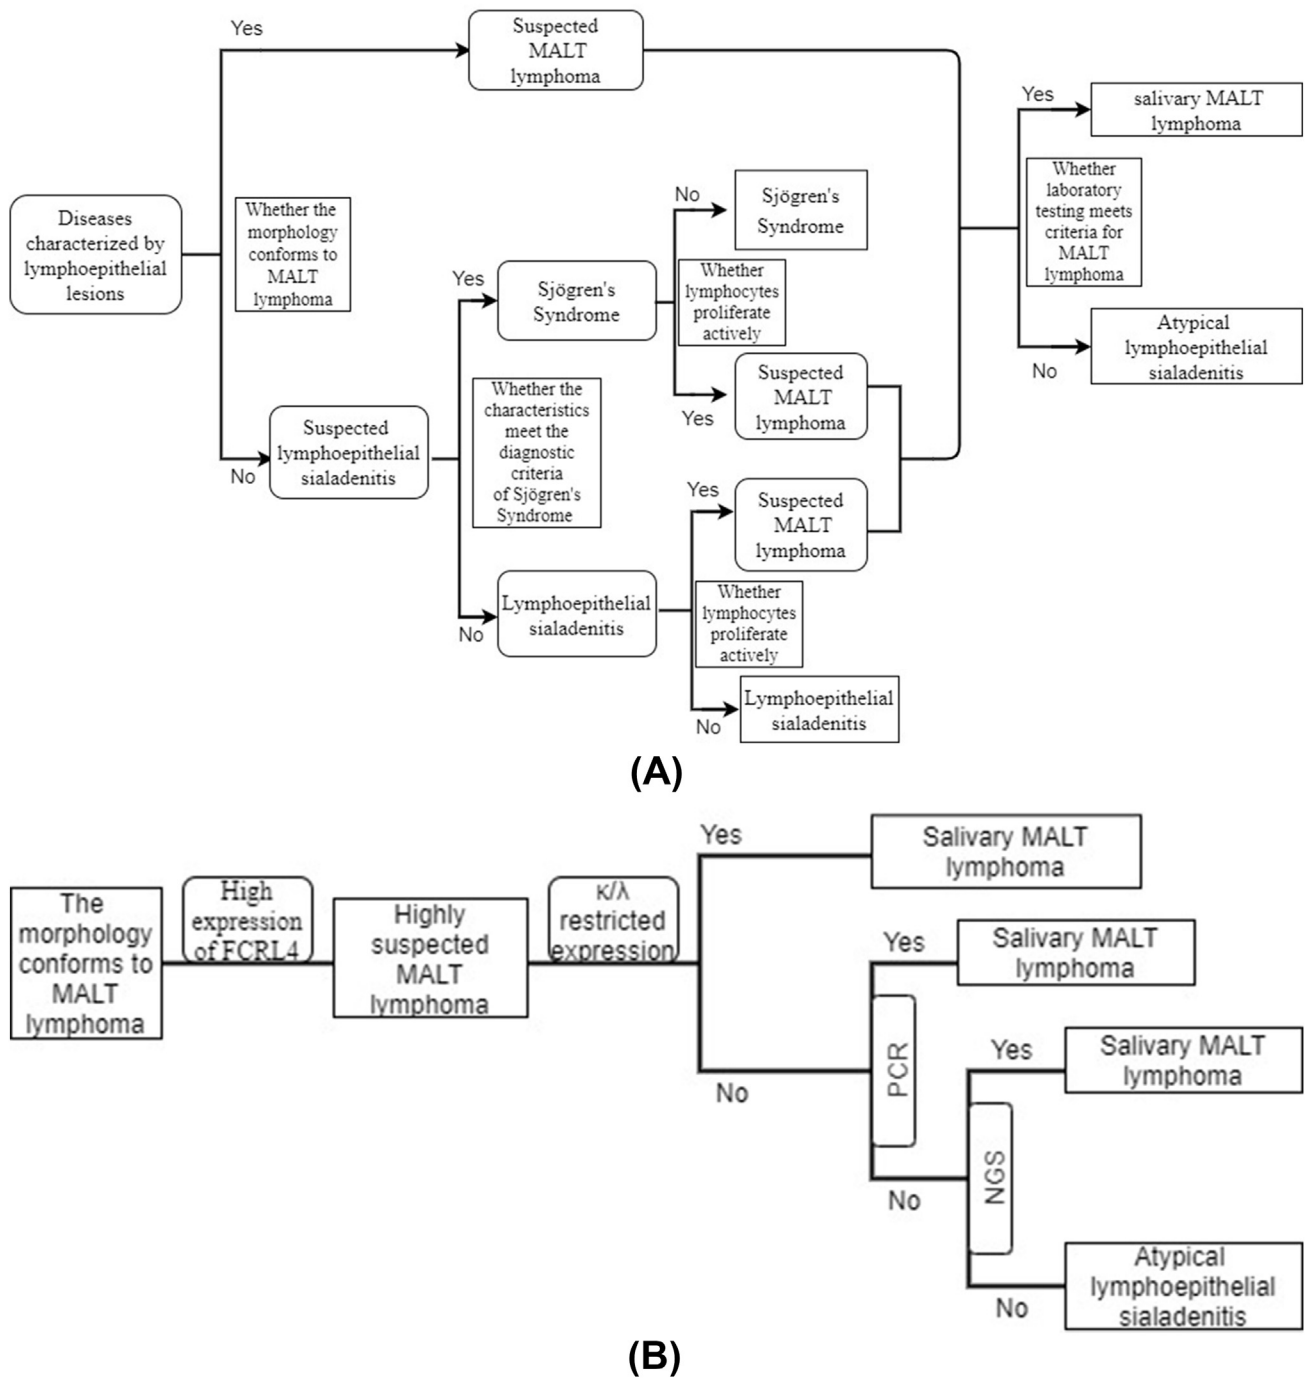 Yes
Suspected
MALT
lymphoma
Yes
salivary MALT
lymphoma
Whether
laboratory
testing meets
criteria for
MALT
lymphoma
No
Atypical
lymphoepithelial
sialadenitis
Diseases
characterized by
lymphoepithelial
lesions
Whether the
morphology
conforms to
MALT
lymphoma
No
Suspected
lymphoepithelial
sialadenitis
Yes
Sjögren's
Syndrome
Whether the
characteristics
meet the
diagnostic
criteria
of Sjögren's
Syndrome
No
Lymphoepithelial
sialadenitis
No
Sjögren's
Syndrome
Whether
lymphocytes
proliferate
actively
Yes
Suspected
MALT
lymphoma
Yes
Suspected
MALT
lymphoma
Whether
lymphocytes
proliferate
actively
No
Lymphoepithelial
sialadenitis
(A)
The
morphology
conforms to
MALT
lymphoma
High
expression
of FCRL4
Highly
suspected
MALT
lymphoma
κ/λ
restricted
expression
Yes
Salivary MALT
lymphoma
No
PCR
Yes
Salivary MALT
lymphoma
No
NGS
Yes
Salivary MALT
lymphoma
No
Atypical
lymphoepithelial
sialadenitis
(B)